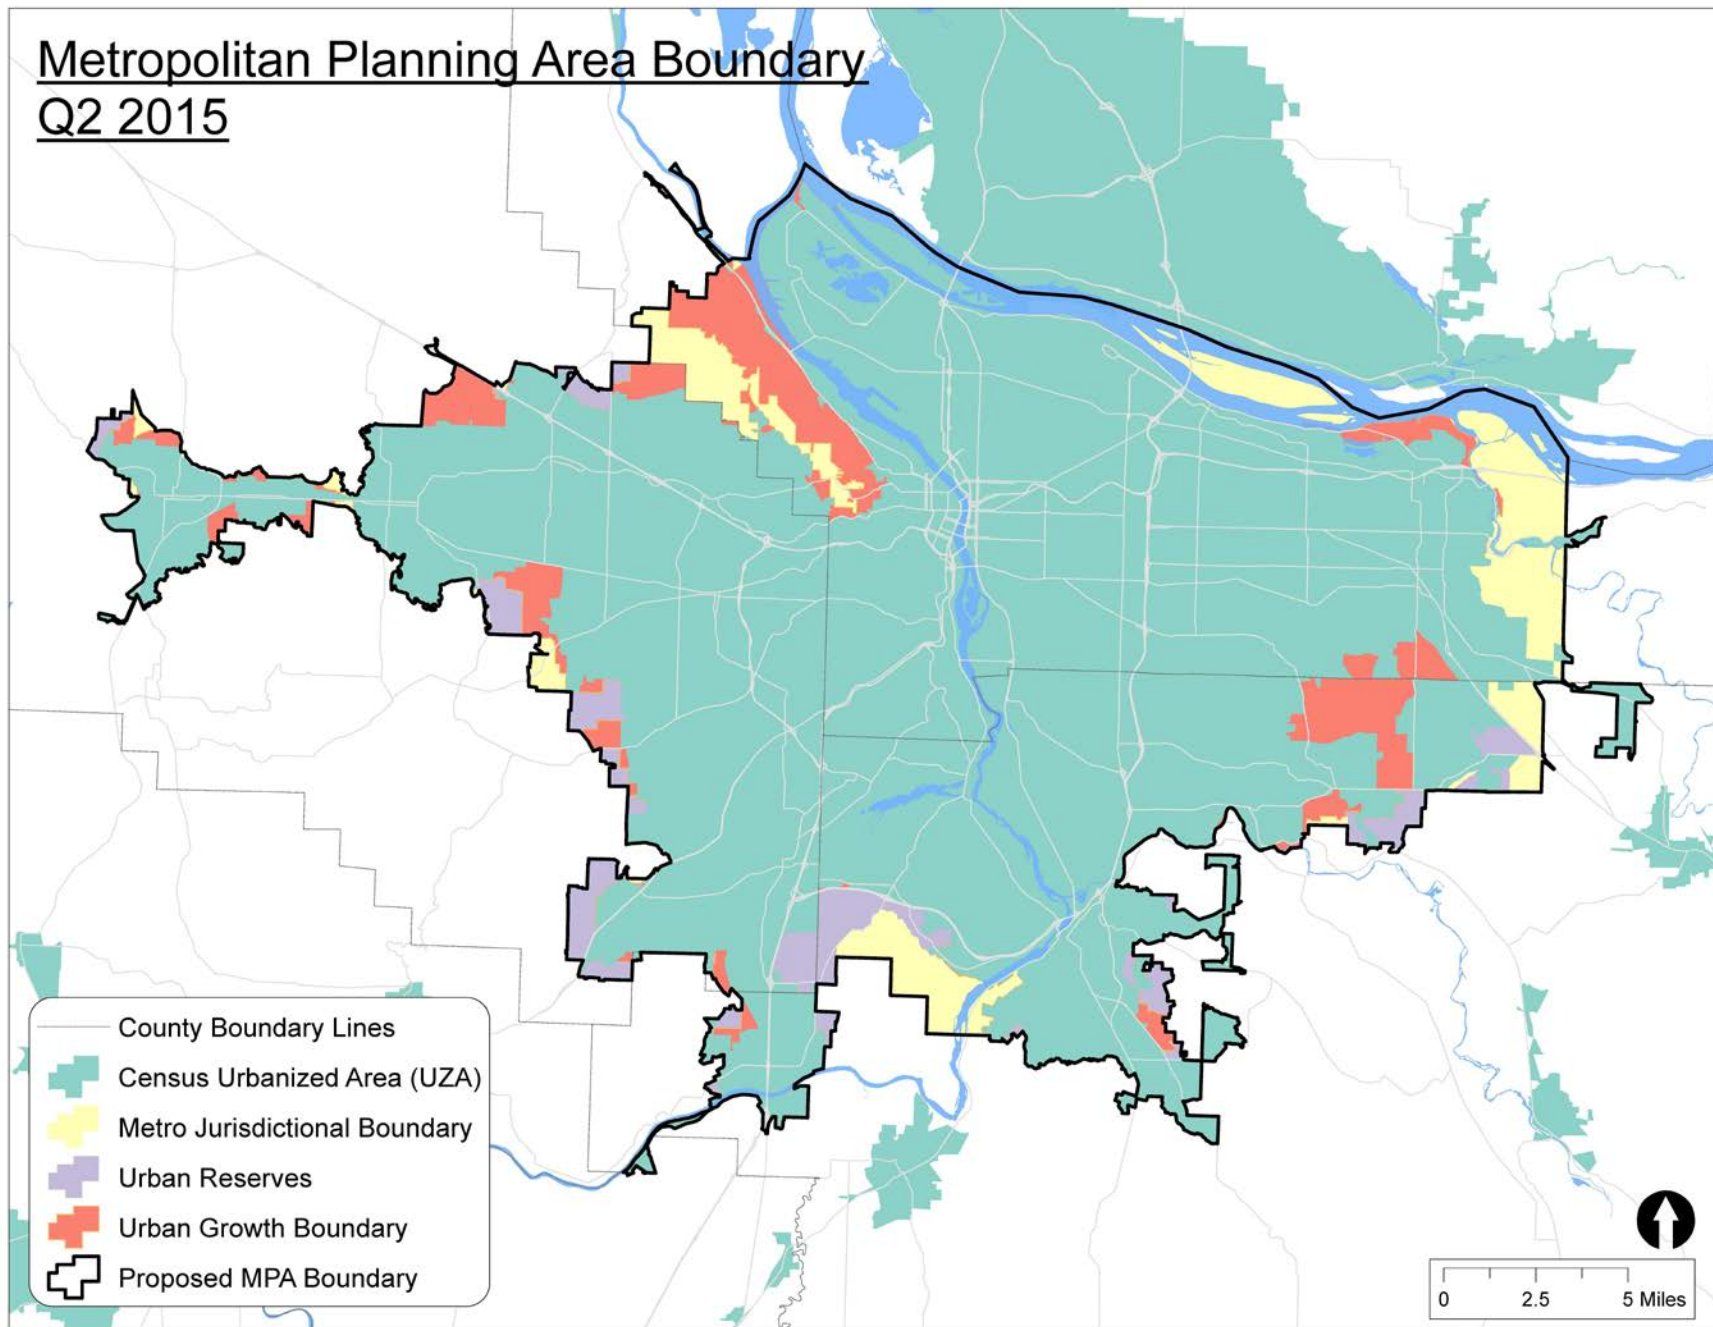 Metropolitan Planning Area Boundary
Q2 2015
County Boundary Lines
Census Urbanized Area (UZA)
Metro Jurisdictional Boundary
Urban Reserves
Urban Growth Boundary
Proposed MPA Boundary
0 2.5 5 Miles